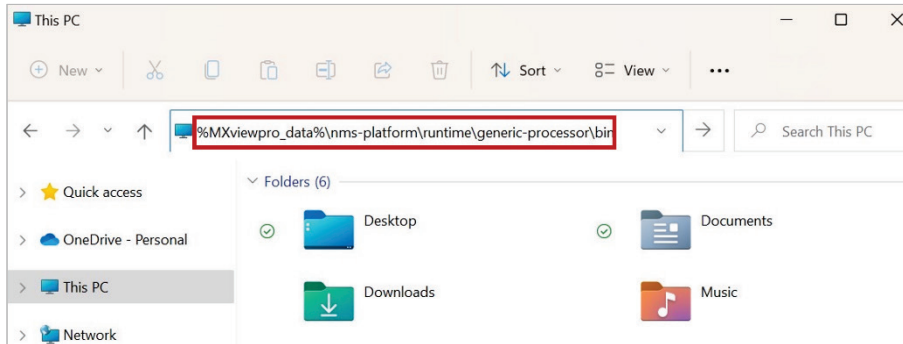 This PC
New
Sort
View
%MXviewpro_data%\nms-platform\runtime\generic-processor\bin
Search This PC
Quick access
OneDrive - Personal
This PC
Network
Folders (6)
Desktop
Documents
Downloads
Music